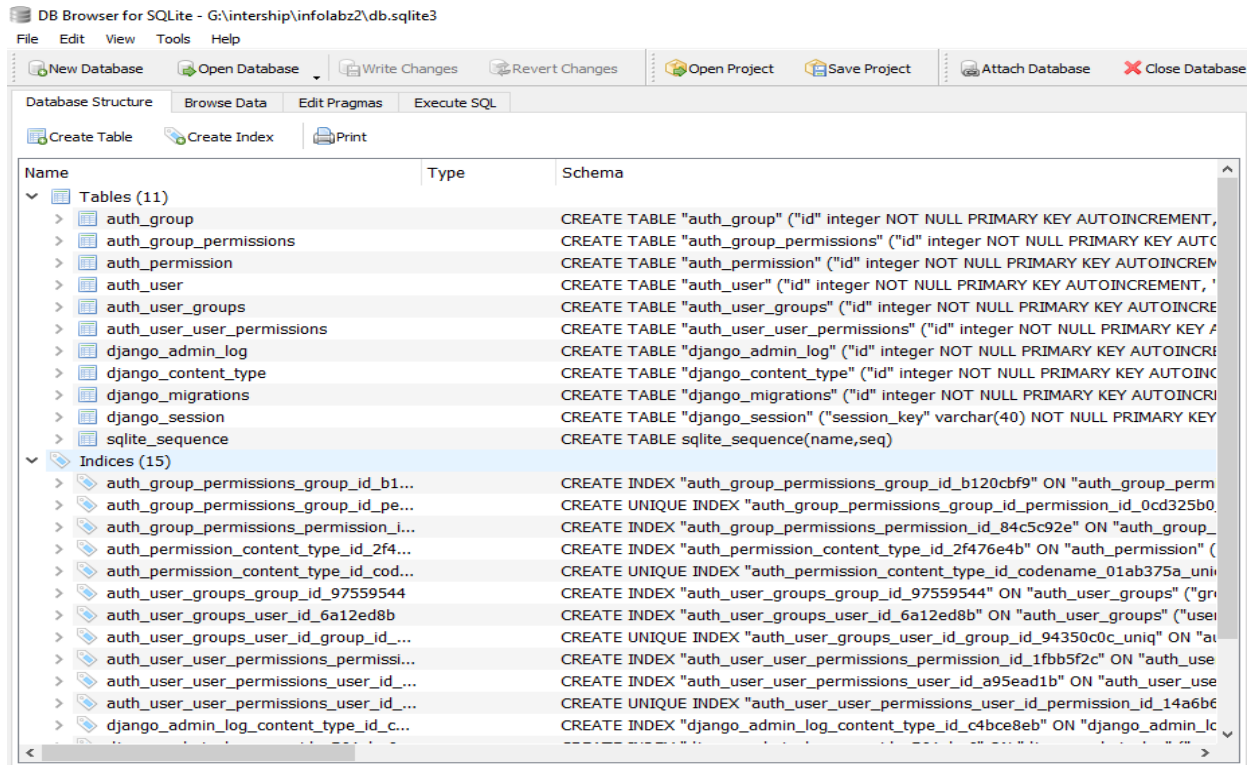 DB Browser for SQLite - G:\intership\infolabz2\db.sqlite3
File Edit View Tools Help
New Database Open Database Write Changes Revert Changes Open Project Save Project Attach Database Close Database
Database Structure Browse Data Edit Pragmas Execute SQL
Create Table Create Index Print
Name Type Schema
Tables (11)
auth_group CREATE TABLE "auth_group" ("id" integer NOT NULL PRIMARY KEY AUTOINCREMENT,
auth_group_permissions CREATE TABLE "auth_group_permissions" ("id" integer NOT NULL PRIMARY KEY AUTO
auth_permission CREATE TABLE "auth_permission" ("id" integer NOT NULL PRIMARY KEY AUTOINCREM
auth_user CREATE TABLE "auth_user" ("id" integer NOT NULL PRIMARY KEY AUTOINCREMENT, "
auth_user_groups CREATE TABLE "auth_user_groups" ("id" integer NOT NULL PRIMARY KEY AUTOINCRE
auth_user_user_permissions CREATE TABLE "auth_user_user_permissions" ("id" integer NOT NULL PRIMARY KEY A
django_admin_log CREATE TABLE "django_admin_log" ("id" integer NOT NULL PRIMARY KEY AUTOINCRE
django_content_type CREATE TABLE "django_content_type" ("id" integer NOT NULL PRIMARY KEY AUTOINC
django_migrations CREATE TABLE "django_migrations" ("id" integer NOT NULL PRIMARY KEY AUTOINCRE
django_session CREATE TABLE "django_session" ("session_key" varchar(40) NOT NULL PRIMARY KEY
sqlite_sequence CREATE TABLE sqlite_sequence(name,seq)
Indices (15)
auth_group_permissions_group_id_b1... CREATE INDEX "auth_group_permissions_group_id_b120cbf9" ON "auth_group_perm
auth_group_permissions_group_id_pe... CREATE UNIQUE INDEX "auth_group_permissions_group_id_permission_id_0cd325b0_
auth_group_permissions_permission_i... CREATE INDEX "auth_group_permissions_permission_id_84c5c92e" ON "auth_group_
auth_permission_content_type_id_2f4... CREATE INDEX "auth_permission_content_type_id_2f476e4b" ON "auth_permission" (
auth_permission_content_type_id_cod... CREATE UNIQUE INDEX "auth_permission_content_type_id_codename_01ab375a_uni
auth_user_groups_group_id_97559544 CREATE INDEX "auth_user_groups_group_id_97559544" ON "auth_user_groups" ("gr
auth_user_groups_user_id_6a12ed8b CREATE INDEX "auth_user_groups_user_id_6a12ed8b" ON "auth_user_groups" ("user
auth_user_groups_user_id_group_id_... CREATE UNIQUE INDEX "auth_user_groups_user_id_group_id_94350c0c_uniq" ON "au
auth_user_user_permissions_permissi... CREATE INDEX "auth_user_user_permissions_permission_id_1fbb5f2c" ON "auth_use
auth_user_user_permissions_user_id_... CREATE INDEX "auth_user_user_permissions_user_id_a95ead1b" ON "auth_user_use
auth_user_user_permissions_user_id_... CREATE UNIQUE INDEX "auth_user_user_permissions_user_id_permission_id_14a6b6
django_admin_log_content_type_id_c... CREATE INDEX "django_admin_log_content_type_id_c4bce8eb" ON "django_admin_lo